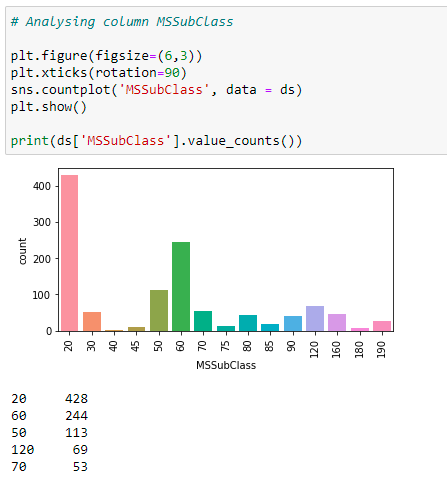 # Analysing column MSSubClass
plt.figure(figsize=(6,3))
plt.xticks(rotation=90)
sns.countplot('MSSubClass', data = ds)
plt.show()
print(ds['MSSubClass'].value_counts())
400
300
200
100
0
count
20 30 40 45 50 60 70 75 80 85 90 120 160 180 190
MSSubClass
20 428
60 244
50 113
120 69
70 53